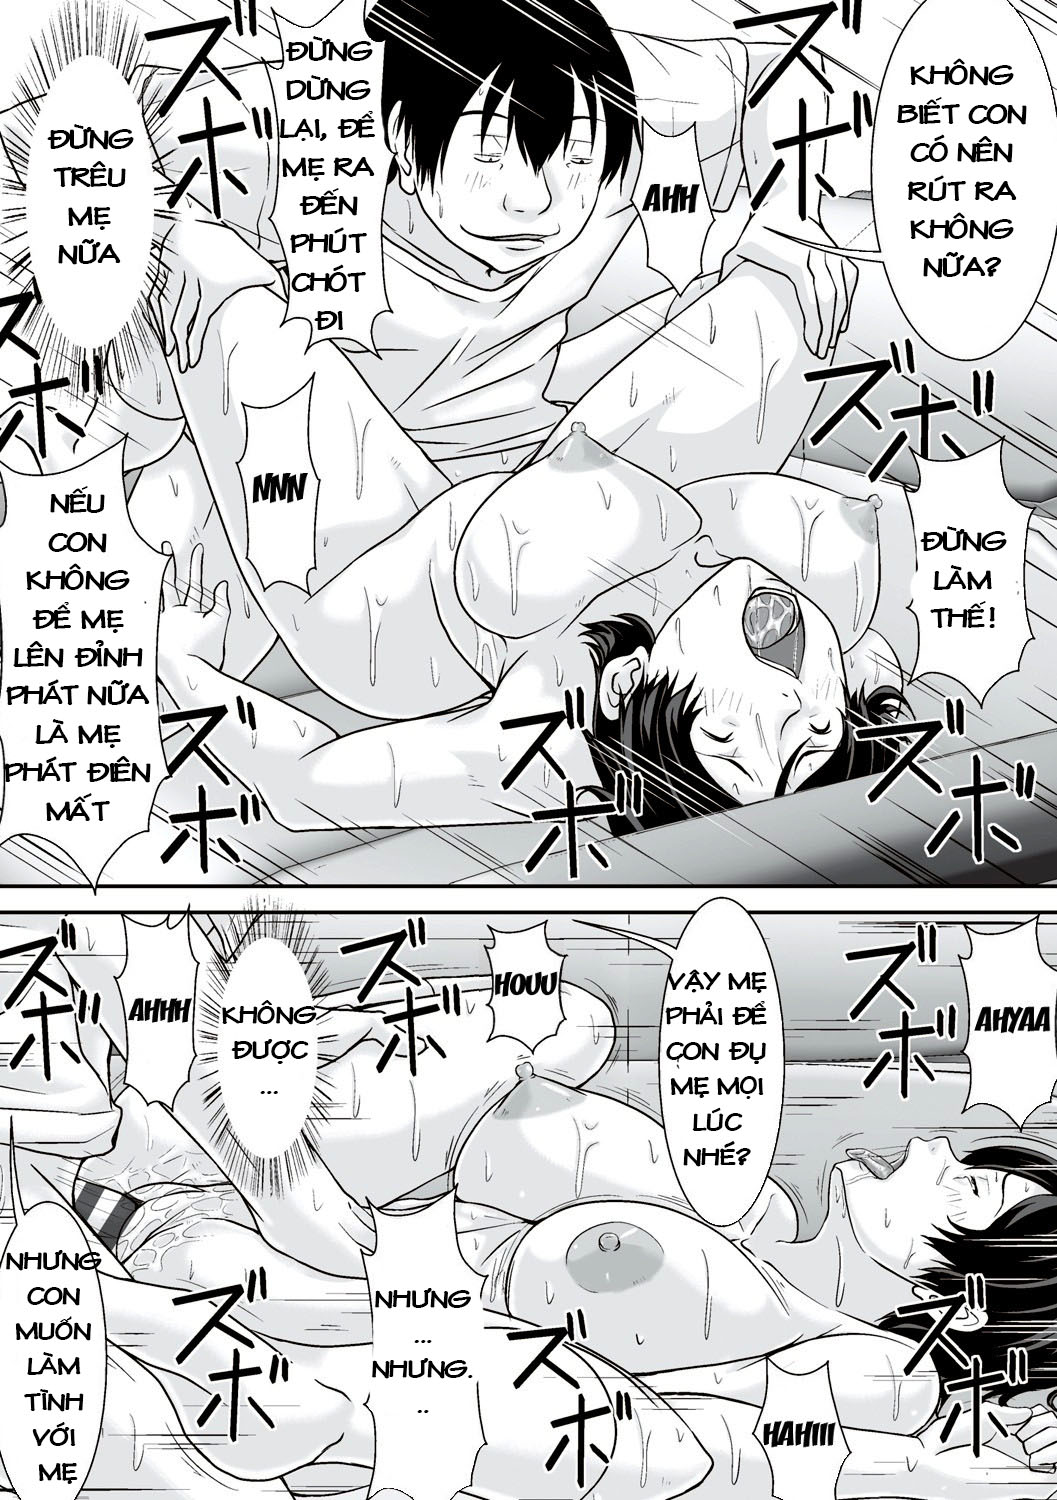 KHÔNG
BIẾT CON
CÓ NÊN
RÚT RA
KHÔNG
NỮA?
AHH
ĐỪNG
DỪNG
LẠI, ĐỂ
MẸ RA
ĐẾN
PHÚT
CHÓT
ĐI
ĐỪNG
TRÊU
MẸ
NỮA
ズボ
ズボ
ズボ
ズボ
ズボ
NNN
ĐỪNG
LÀM
THẾ!
NẾU
CON
KHÔNG
ĐỂ MẸ
LÊN ĐỈNH
PHÁT NỮA
LÀ MẸ
PHÁT ĐIÊN
MẤT
ズボ
ズボ
ズボ
AHYAA
VẬY MẸ
PHẢI ĐỂ
CON ĐỤ
MẸ MỌI
LÚC
NHÉ?
HOUU
KHÔNG
ĐƯỢC
...
AHHH
ズボ
ズボ
ズボ
NHƯNG
...
NHƯNG.
..
HAHIII
NHƯNG
CON
MUỐN
LÀM
TÌNH
VỚI
MẸ
ズボ
ズボ
ズボ